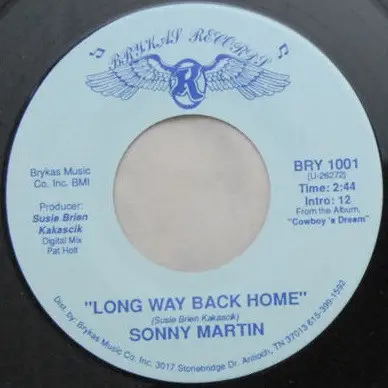 BRYKAS RECORDS
R
Brykas Music
Co. Inc. BMI
Producer:
Susie Brien
Kakascik
Digital Mix
Pat Holt
BRY 1001
[U-26272]
Time: 2:44
Intro: 12
From the Album,
"Cowboy's Dream"
"LONG WAY BACK HOME"
(Susie Brien Kakascik)
SONNY MARTIN
Dist. by: Brykas Music Co. Inc. 3017 Stonebridge Dr. Antioch, TN 37013 615-399-1592